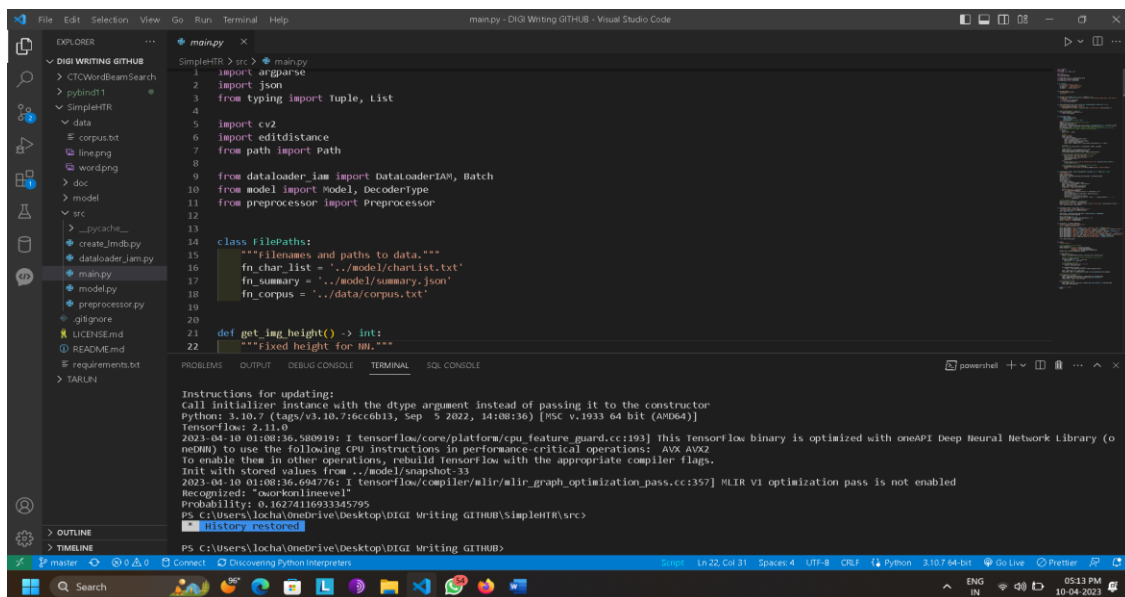 File Edit Selection View Go Run Terminal Help
main.py - DIGI Writing GITHUB - Visual Studio Code
EXPLORER
DIGI WRITING GITHUB
CTCWordBeamSearch
pybind11
SimpleHTR
data
corpus.txt
line.png
word.png
doc
model
src
__pycache__
create_lmdb.py
dataloader_iam.py
main.py
model.py
preprocessor.py
.gitignore
LICENSE.md
README.md
requirements.txt
TARUN
OUTLINE
TIMELINE
main.py
SimpleHTR > src > main.py
1 import argparse
2 import json
3 from typing import Tuple, List
4
5 import cv2
6 import editdistance
7 from path import Path
8
9 from dataloader_iam import DataLoaderIAM, Batch
10 from model import Model, DecoderType
11 from preprocessor import Preprocessor
12
13
14 class FilePaths:
15 """Filenames and paths to data."""
16 fn_char_list = '../model/charList.txt'
17 fn_summary = '../model/summary.json'
18 fn_corpus = '../data/corpus.txt'
19
20
21 def get_img_height() -> int:
22 """Fixed height for NN."""
PROBLEMS OUTPUT DEBUG CONSOLE TERMINAL SQL CONSOLE
powershell
Instructions for updating:
Call initializer instance with the dtype argument instead of passing it to the constructor
Python: 3.10.7 (tags/v3.10.7:6cc6b13, Sep 5 2022, 14:08:36) [MSC v.1933 64 bit (AMD64)]
Tensorflow: 2.11.0
2023-04-10 01:08:36.580919: I tensorflow/core/platform/cpu_feature_guard.cc:193] This TensorFlow binary is optimized with oneAPI Deep Neural Network Library (o
neDNN) to use the following CPU instructions in performance-critical operations: AVX AVX2
To enable them in other operations, rebuild TensorFlow with the appropriate compiler flags.
Init with stored values from ../model/snapshot-33
2023-04-10 01:08:36.694776: I tensorflow/compiler/mlir/mlir_graph_optimization_pass.cc:357] MLIR V1 optimization pass is not enabled
Recognized: "oworkonlineevel"
Probability: 0.16274116933345795
PS C:\Users\locha\OneDrive\Desktop\DIGI Writing GITHUB\SimpleHTR\src>
* History restored
PS C:\Users\locha\OneDrive\Desktop\DIGI Writing GITHUB>
master 0 0 Connect Discovering Python Interpreters
Script Ln 22, Col 31 Spaces: 4 UTF-8 CRLF Python 3.10.7 64-bit Go Live Prettier
Search
96°
ENG
IN
05:13 PM
10-04-2023